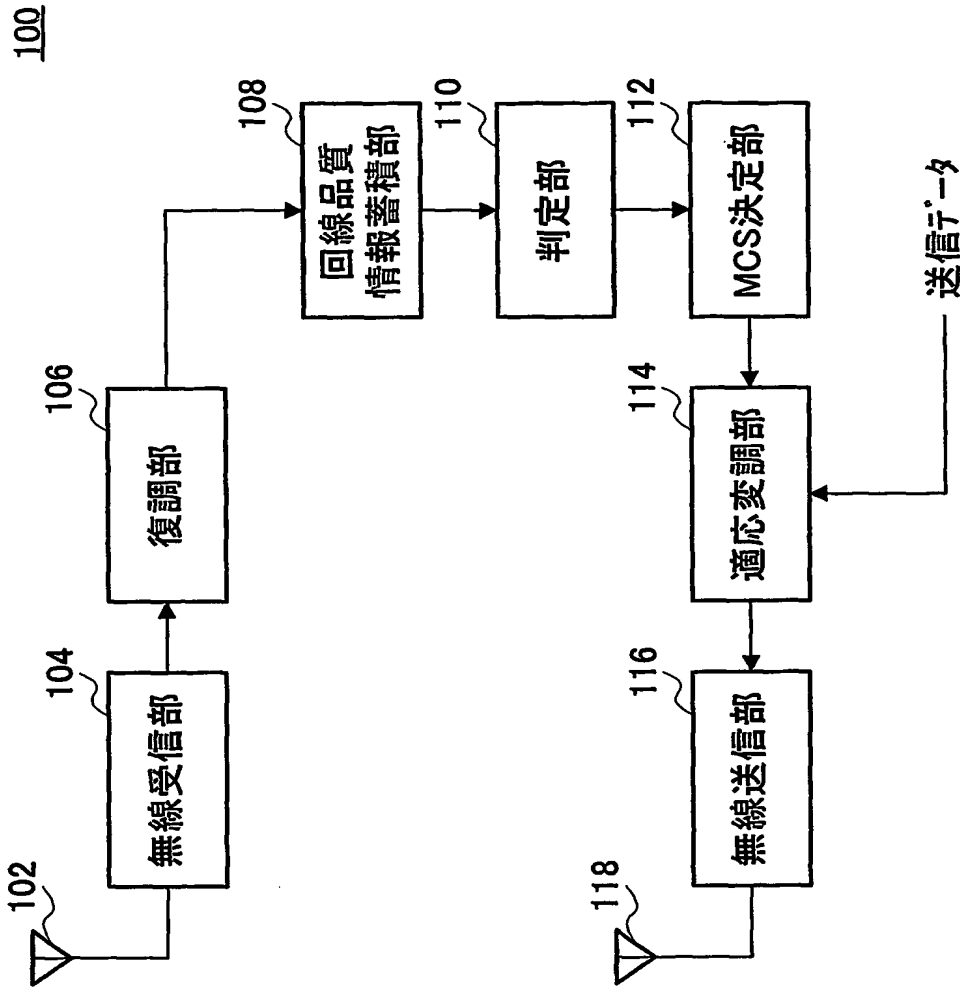 100
102
104
無線受信部
106
復調部
108
回線品質
情報蓄積部
110
判定部
112
MCS決定部
114
適応変調部
116
無線送信部
118
送信データ